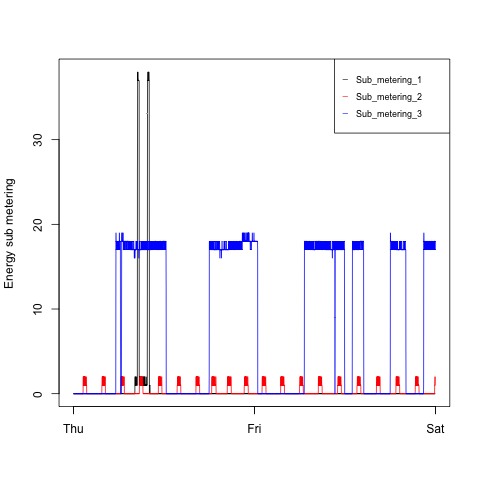 Sub_metering_1
Sub_metering_2
Sub_metering_3
Energy sub metering
30
20
10
0
Thu
Fri
Sat